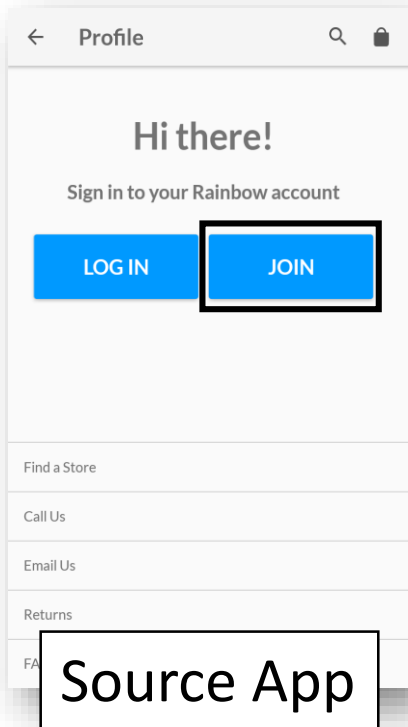 Profile
Hi there!
Sign in to your Rainbow account
LOG IN JOIN
Find a Store
Call Us
Email Us
Returns
FA
Source App